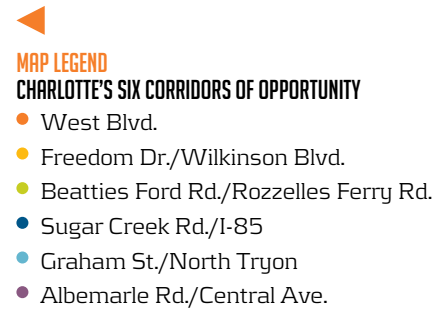 MAP LEGEND
CHARLOTTE'S SIX CORRIDORS OF OPPORTUNITY
West Blvd.
Freedom Dr./Wilkinson Blvd.
Beatties Ford Rd./Rozzelles Ferry Rd.
Sugar Creek Rd./I-85
Graham St./North Tryon
Albemarle Rd./Central Ave.